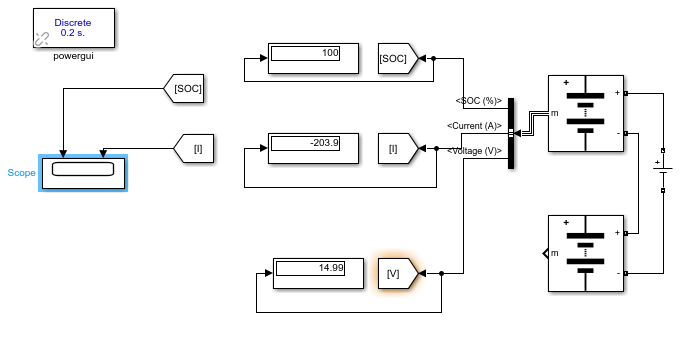 Discrete
0.2 s.
powergui
[SOC]
[I]
Scope
100
[SOC]
-203.9
[I]
14.99
[V]
<SOC (%)>
<Current (A)>
<Voltage (V)>
+
m
+
-
+
+
m
+
-